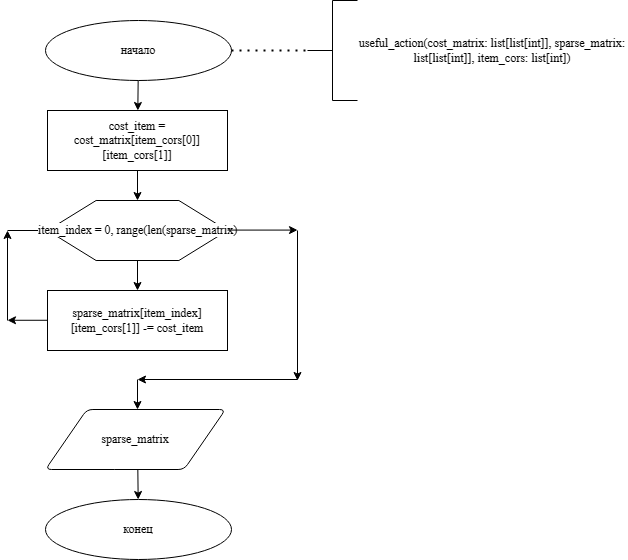 начало
useful_action(cost_matrix: list[list[int]], sparse_matrix:
list[list[int]], item_cors: list[int])
cost_item =
cost_matrix[item_cors[0]]
[item_cors[1]]
item_index = 0, range(len(sparse_matrix)
sparse_matrix[item_index]
[item_cors[1]] -= cost_item
sparse_matrix
конец